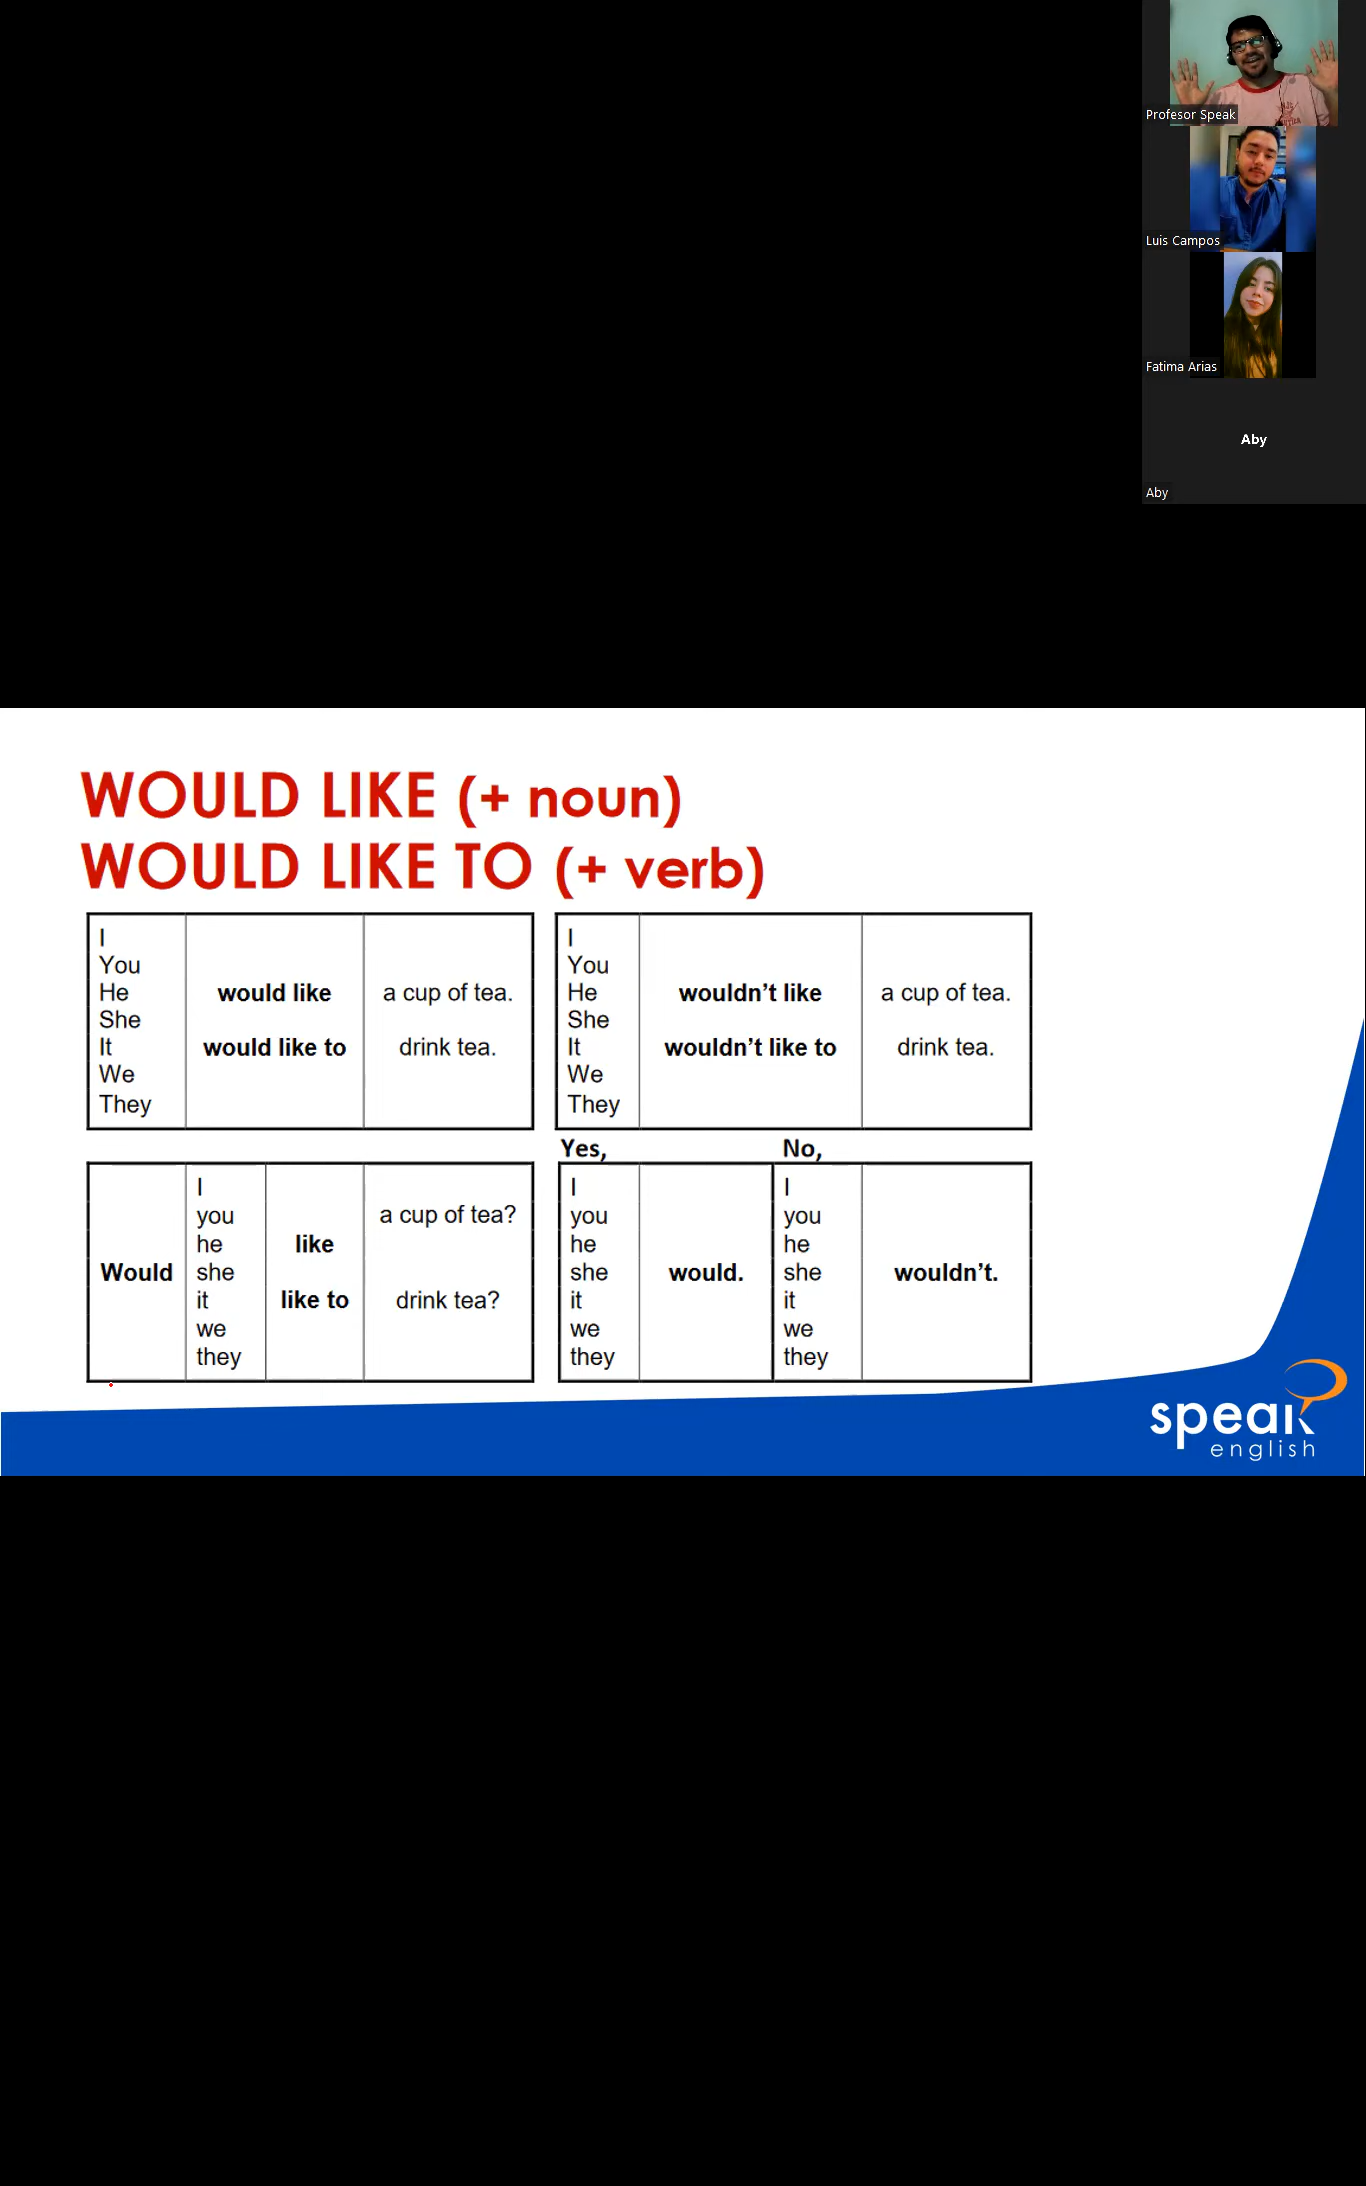 Profesor Speak
Luis Campos
Fatima Arias
Aby
Aby
WOULD LIKE (+ noun)
WOULD LIKE TO (+ verb)
I
You
He
She
It
We
They
would like
would like to
a cup of tea.
drink tea.
I
You
He
She
It
We
They
wouldn't like
wouldn't like to
a cup of tea.
drink tea.
Would
I
you
he
she
it
we
they
like
like to
a cup of tea?
drink tea?
Yes,
I
you
he
she
it
we
they
would.
No,
I
you
he
she
it
we
they
wouldn't.
speak
english